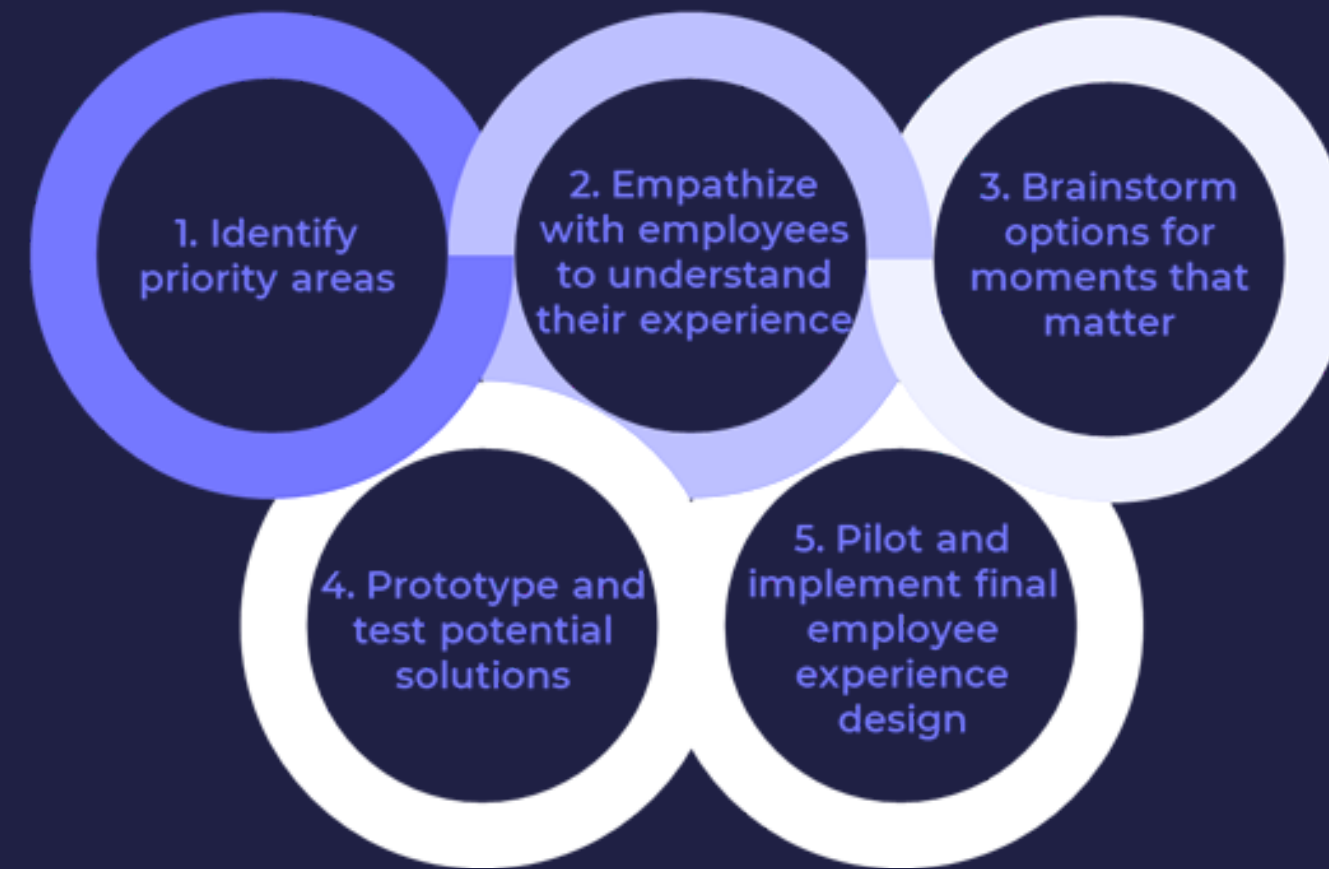 1. Identify
priority areas
2. Empathize
with employees
to understand
their experience
3. Brainstorm
options for
moments that
matter
4. Prototype and
test potential
solutions
5. Pilot and
implement final
employee
experience
design